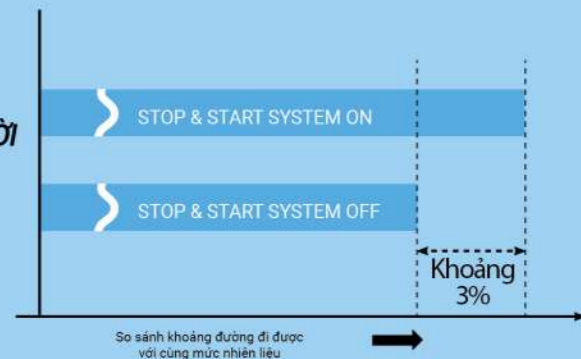 STOP & START SYSTEM ON
STOP & START SYSTEM OFF
Khoảng
3%
So sánh khoảng đường đi được
với cùng mức nhiên liệu